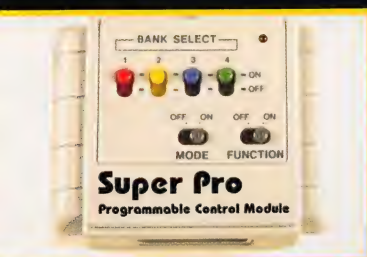 BANK SELECT
1 2 3 4
ON
OFF
OFF ON OFF ON
MODE FUNCTION
Super Pro
Programmable Control Module